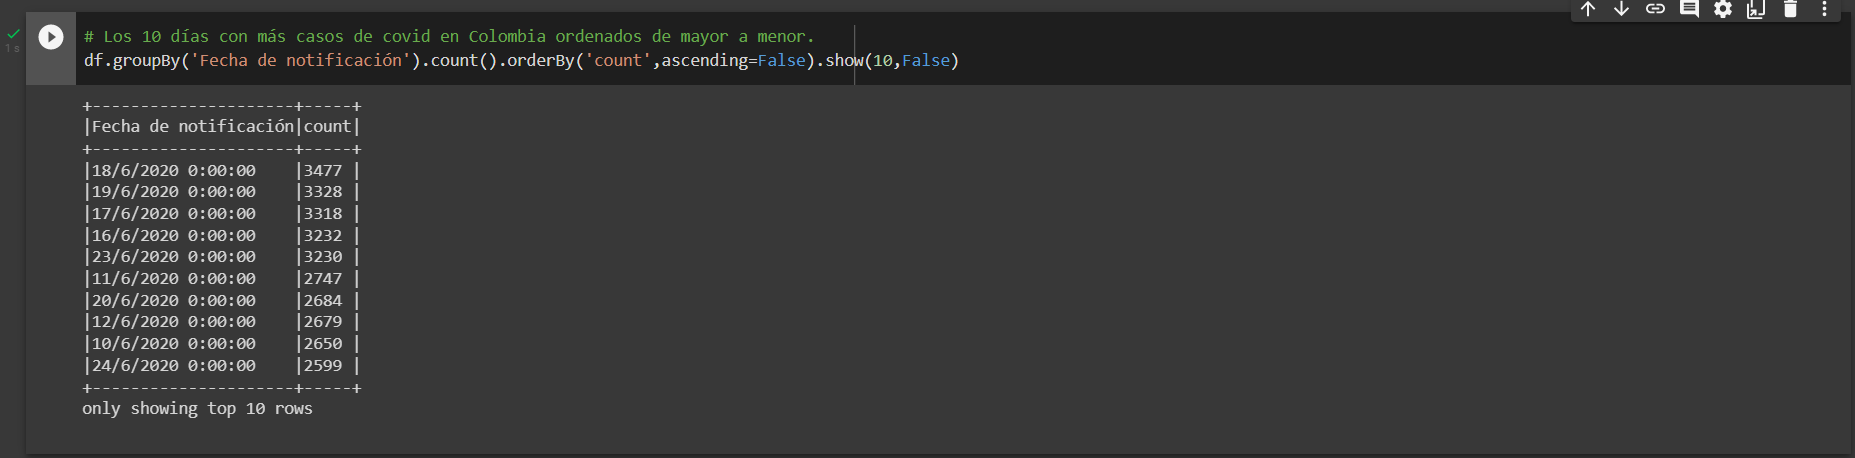 1 s
# Los 10 días con más casos de covid en Colombia ordenados de mayor a menor.
df.groupBy('Fecha de notificación').count().orderBy('count',ascending=False).show(10,False)
+---------------------+-----+
|Fecha de notificación|count|
+---------------------+-----+
|18/6/2020 0:00:00    |3477 |
|19/6/2020 0:00:00    |3328 |
|17/6/2020 0:00:00    |3318 |
|16/6/2020 0:00:00    |3232 |
|23/6/2020 0:00:00    |3230 |
|11/6/2020 0:00:00    |2747 |
|20/6/2020 0:00:00    |2684 |
|12/6/2020 0:00:00    |2679 |
|10/6/2020 0:00:00    |2650 |
|24/6/2020 0:00:00    |2599 |
+---------------------+-----+
only showing top 10 rows